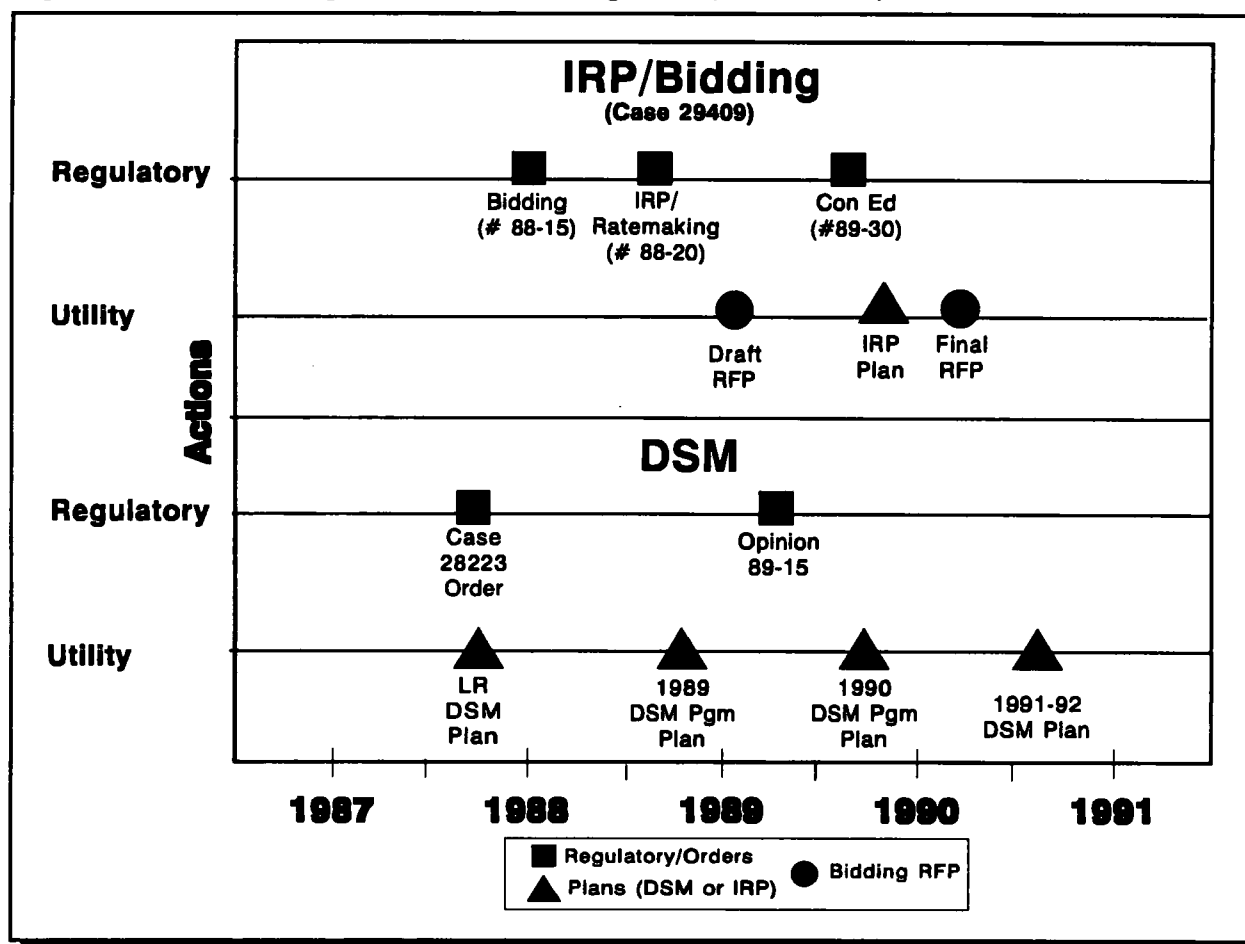 IRP/Bidding
(Case 29409)
Regulatory
Bidding
(# 88-15)
IRP/
Ratemaking
(# 88-20)
Con Ed
(#89-30)
Utility
Draft
RFP
IRP
Plan
Final
RFP
Actions
DSM
Regulatory
Case
28223
Order
Opinion
89-15
Utility
LR
DSM
Plan
1989
DSM Pgm
Plan
1990
DSM Pgm
Plan
1991-92
DSM Plan
1987
1988
1989
1990
1991
Regulatory/Orders
Bidding RFP
Plans (DSM or IRP)